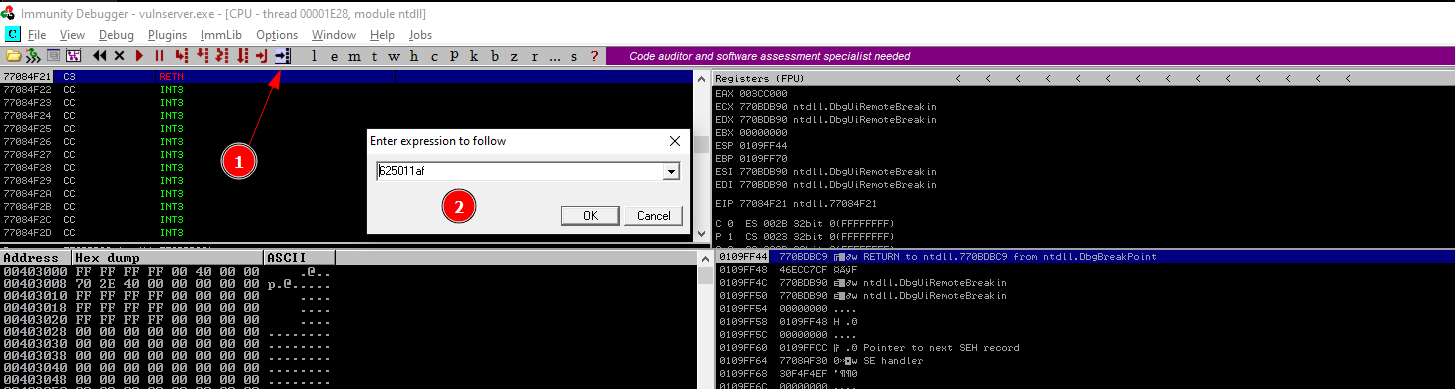 Immunity Debugger - vulnserver.exe - [CPU - thread 00001E28, module ntdll]
C File View Debug Plugins ImmLib Options Window Help Jobs
l e m t w h c P k b z r ... s ? Code auditor and software assessment specialist needed
77084F21 C3 RETN
77084F22 CC INT3
77084F23 CC INT3
77084F24 CC INT3
77084F25 CC INT3
77084F26 CC INT3
77084F27 CC INT3
77084F28 CC INT3
77084F29 CC INT3
77084F2A CC INT3
77084F2B CC INT3
77084F2C CC INT3
77084F2D CC INT3
1
Enter expression to follow
625011af
2
OK Cancel
Registers (FPU) < < < < < < < < < < < < < <
EAX 003CC000
ECX 770BDB90 ntdll.DbgUiRemoteBreakin
EDX 770BDB90 ntdll.DbgUiRemoteBreakin
EBX 00000000
ESP 0109FF44
EBP 0109FF70
ESI 770BDB90 ntdll.DbgUiRemoteBreakin
EDI 770BDB90 ntdll.DbgUiRemoteBreakin
EIP 77084F21 ntdll.77084F21
C 0 ES 002B 32bit 0(FFFFFFFF)
P 1 CS 0023 32bit 0(FFFFFFFF)
Address Hex dump ASCII
00403000 FF FF FF FF 00 40 00 00 .@..
00403008 70 2E 40 00 00 00 00 00 p.@.....
00403010 FF FF FF FF 00 00 00 00 ....
00403018 FF FF FF FF 00 00 00 00 ....
00403020 FF FF FF FF 00 00 00 00 ....
00403028 00 00 00 00 00 00 00 00 ........
00403030 00 00 00 00 00 00 00 00 ........
00403038 00 00 00 00 00 00 00 00 ........
00403040 00 00 00 00 00 00 00 00 ........
00403048 00 00 00 00 00 00 00 00 ........
0109FF44 770BDBC9 RETURN to ntdll.770BDBC9 from ntdll.DbgBreakPoint
0109FF48 46ECC7CF
0109FF4C 770BDB90 ntdll.DbgUiRemoteBreakin
0109FF50 770BDB90 ntdll.DbgUiRemoteBreakin
0109FF54 00000000 ....
0109FF58 0109FF48 H .0
0109FF5C 00000000 ....
0109FF60 0109FFCC Pointer to next SEH record
0109FF64 7708AF30 SE handler
0109FF68 30F4F4EF
0109FF6C 00000000 ....